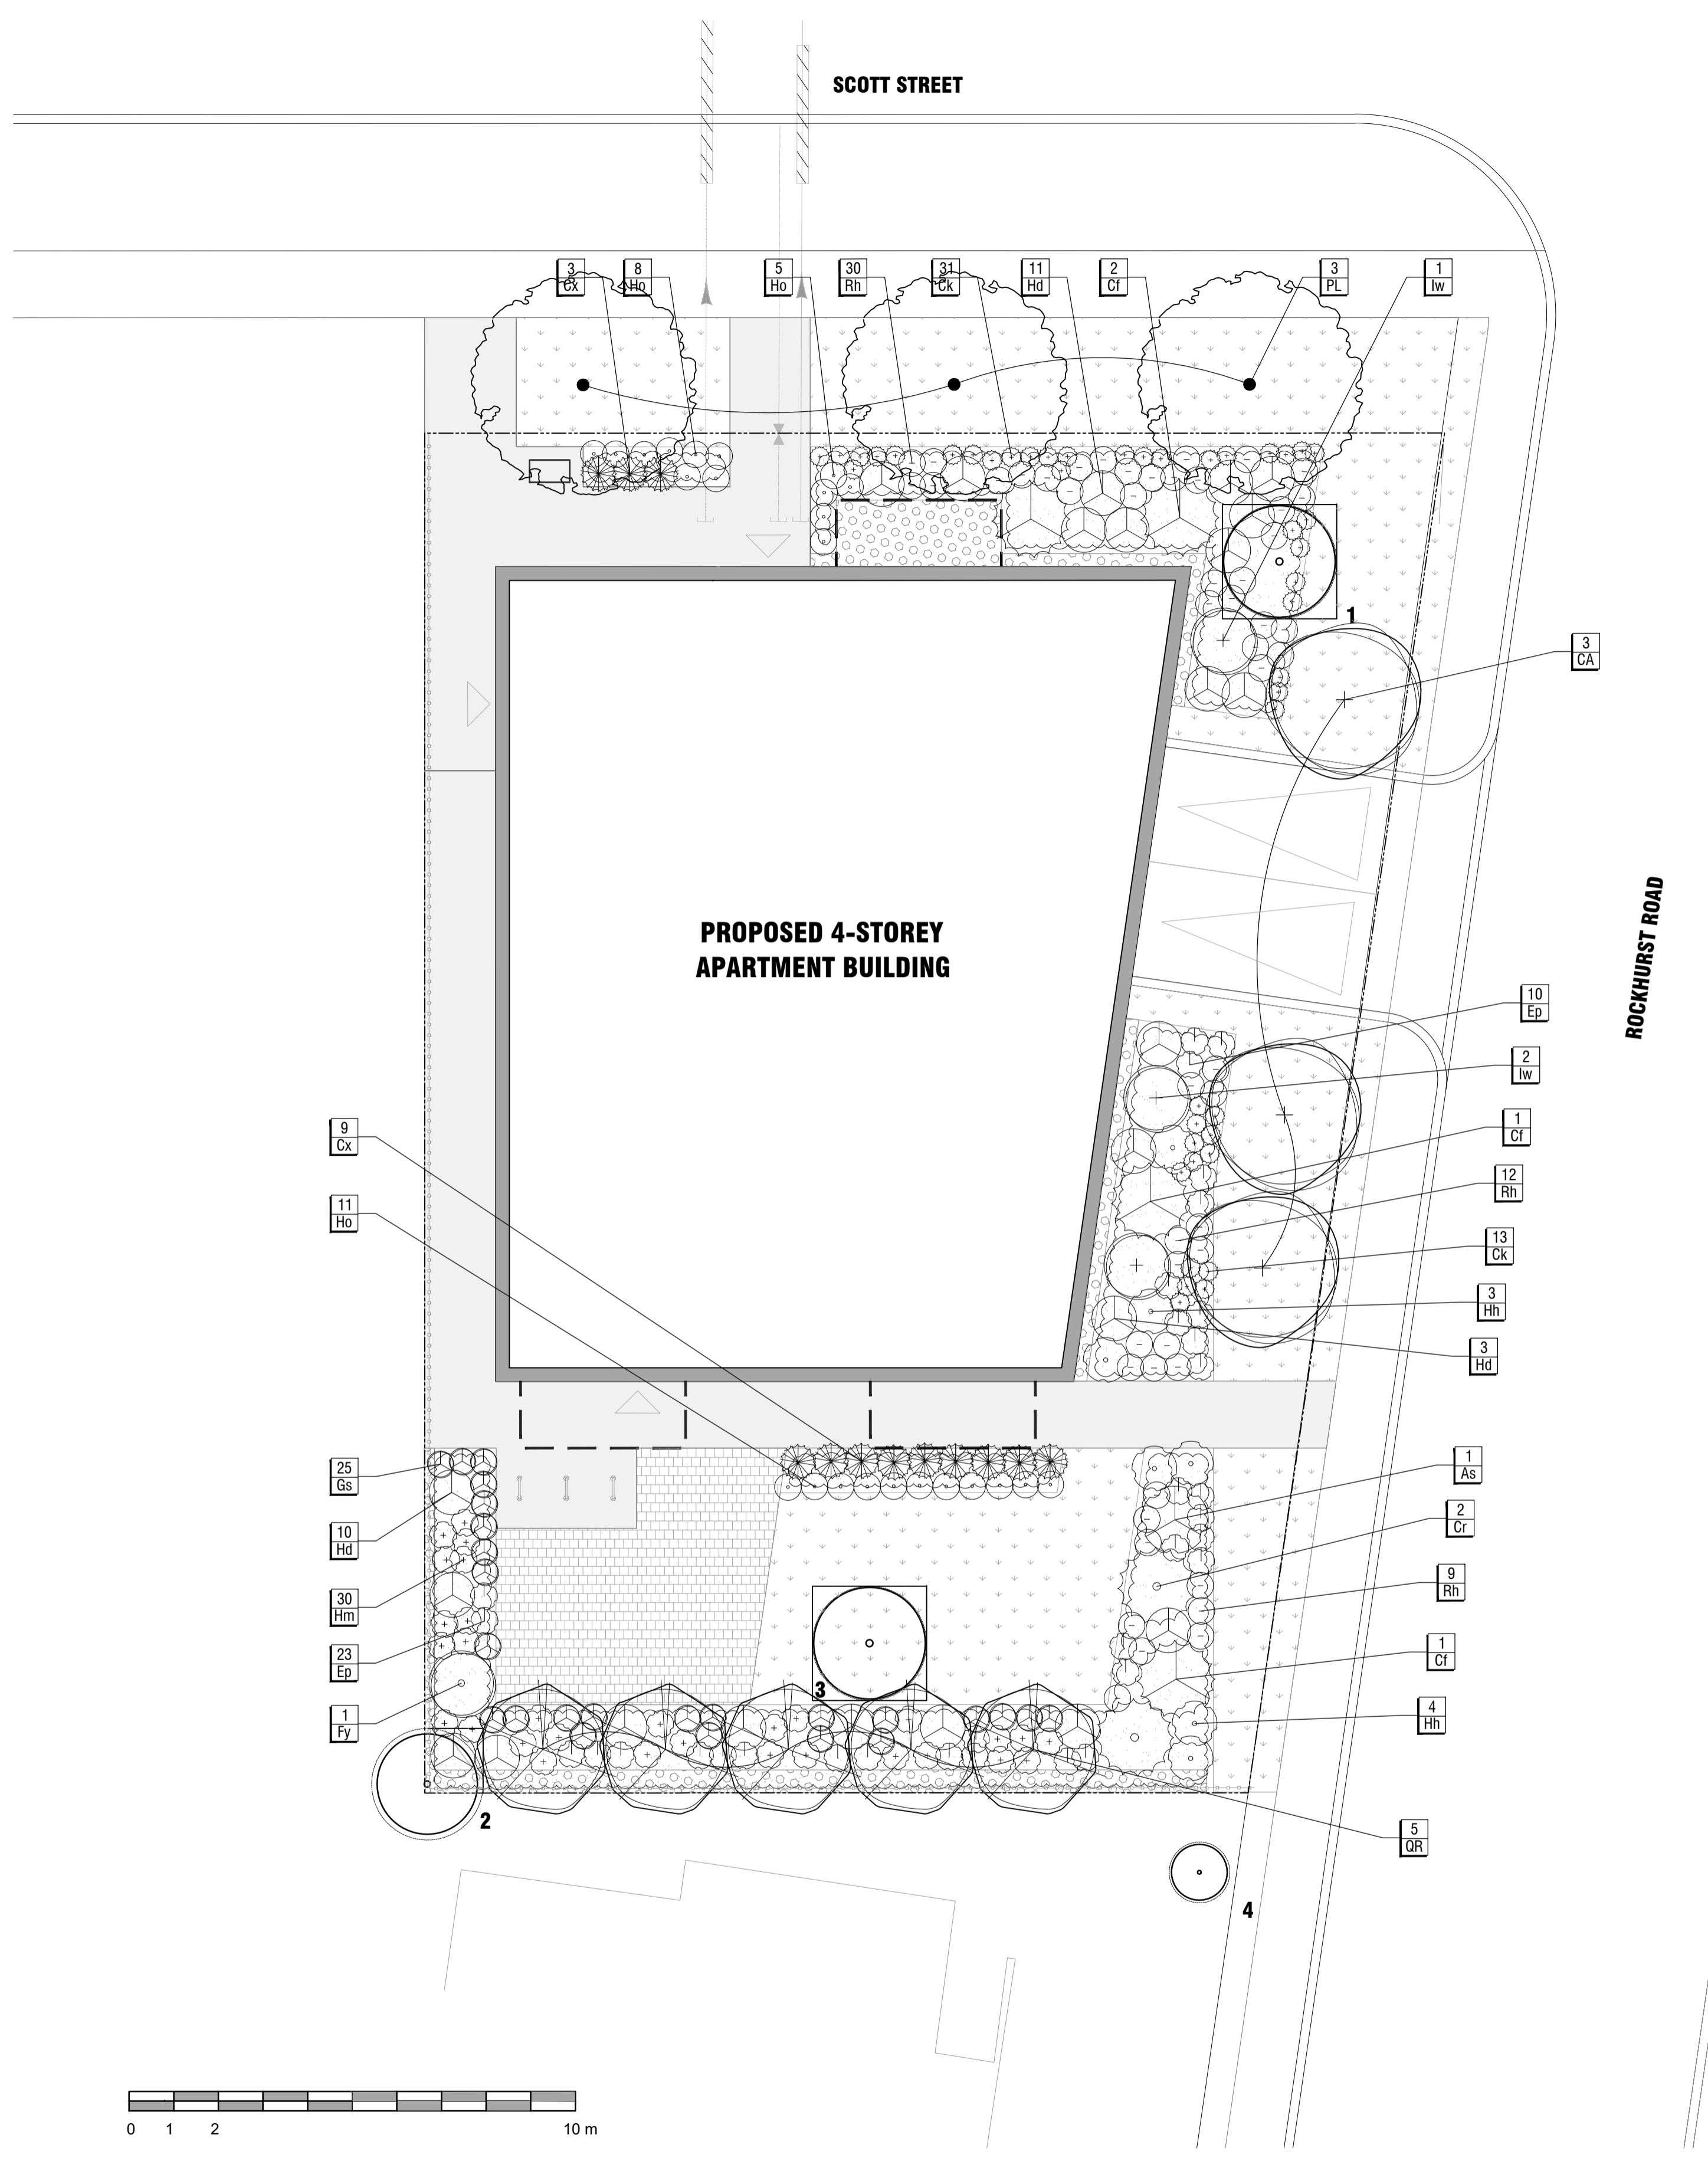 SCOTT STREET
3
Cx
8
Ho
5
Ho
30
Rh
31
Ck
11
Hd
2
Cf
3
PL
1
Iw
1
3
CA
PROPOSED 4-STOREY
APARTMENT BUILDING
ROCKHURST ROAD
10
Ep
2
Iw
1
Cf
12
Rh
13
Ck
3
Hh
3
Hd
9
Cx
11
Ho
25
Gs
10
Hd
30
Hm
23
Ep
1
Fy
1
As
2
Cr
9
Rh
1
Cf
4
Hh
5
QR
3
2
4
0 1 2 10 m